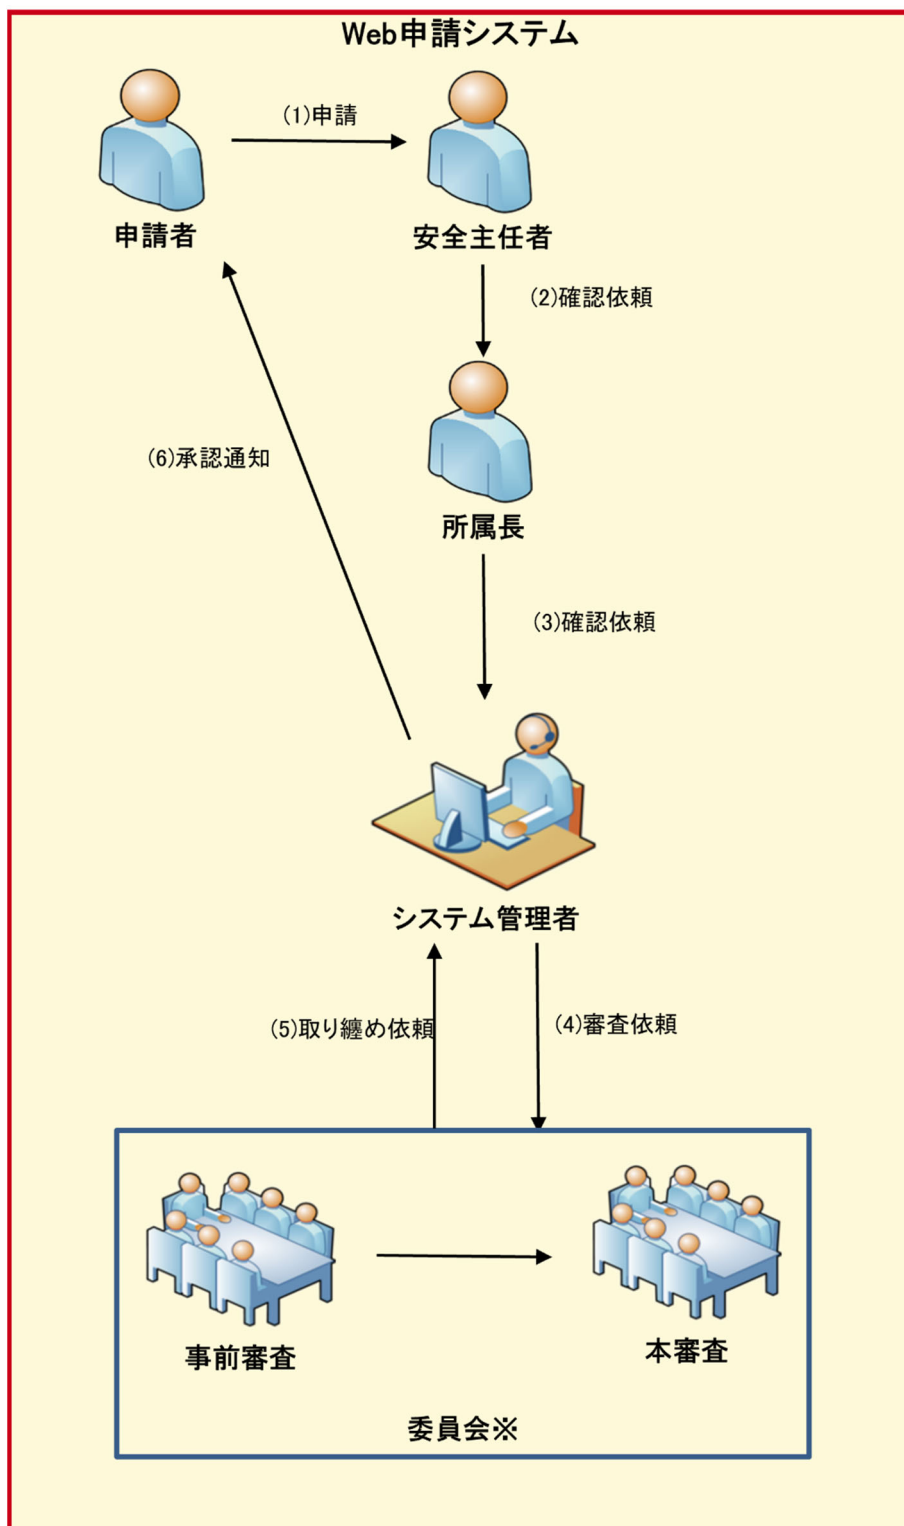 Web申請システム
(1)申請
申請者
安全主任者
(2)確認依頼
(6)承認通知
所属長
(3)確認依頼
システム管理者
(5)取り纏め依頼
(4)審査依頼
事前審査
本審査
委員会※